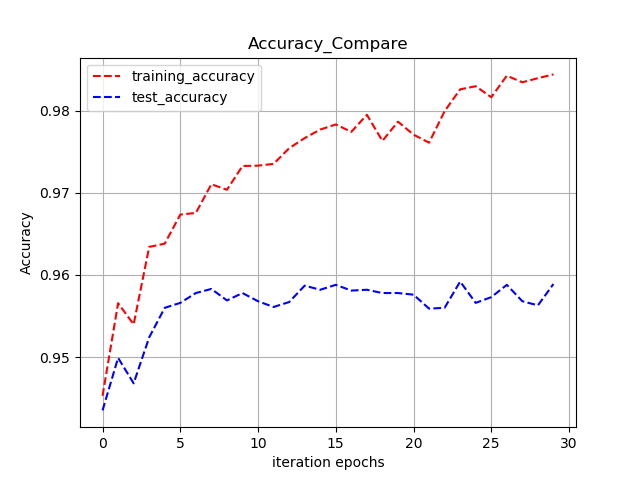 Accuracy_Compare
training_accuracy
test_accuracy
0.98
0.97
0.96
0.95
Accuracy
0 5 10 15 20 25 30
iteration epochs